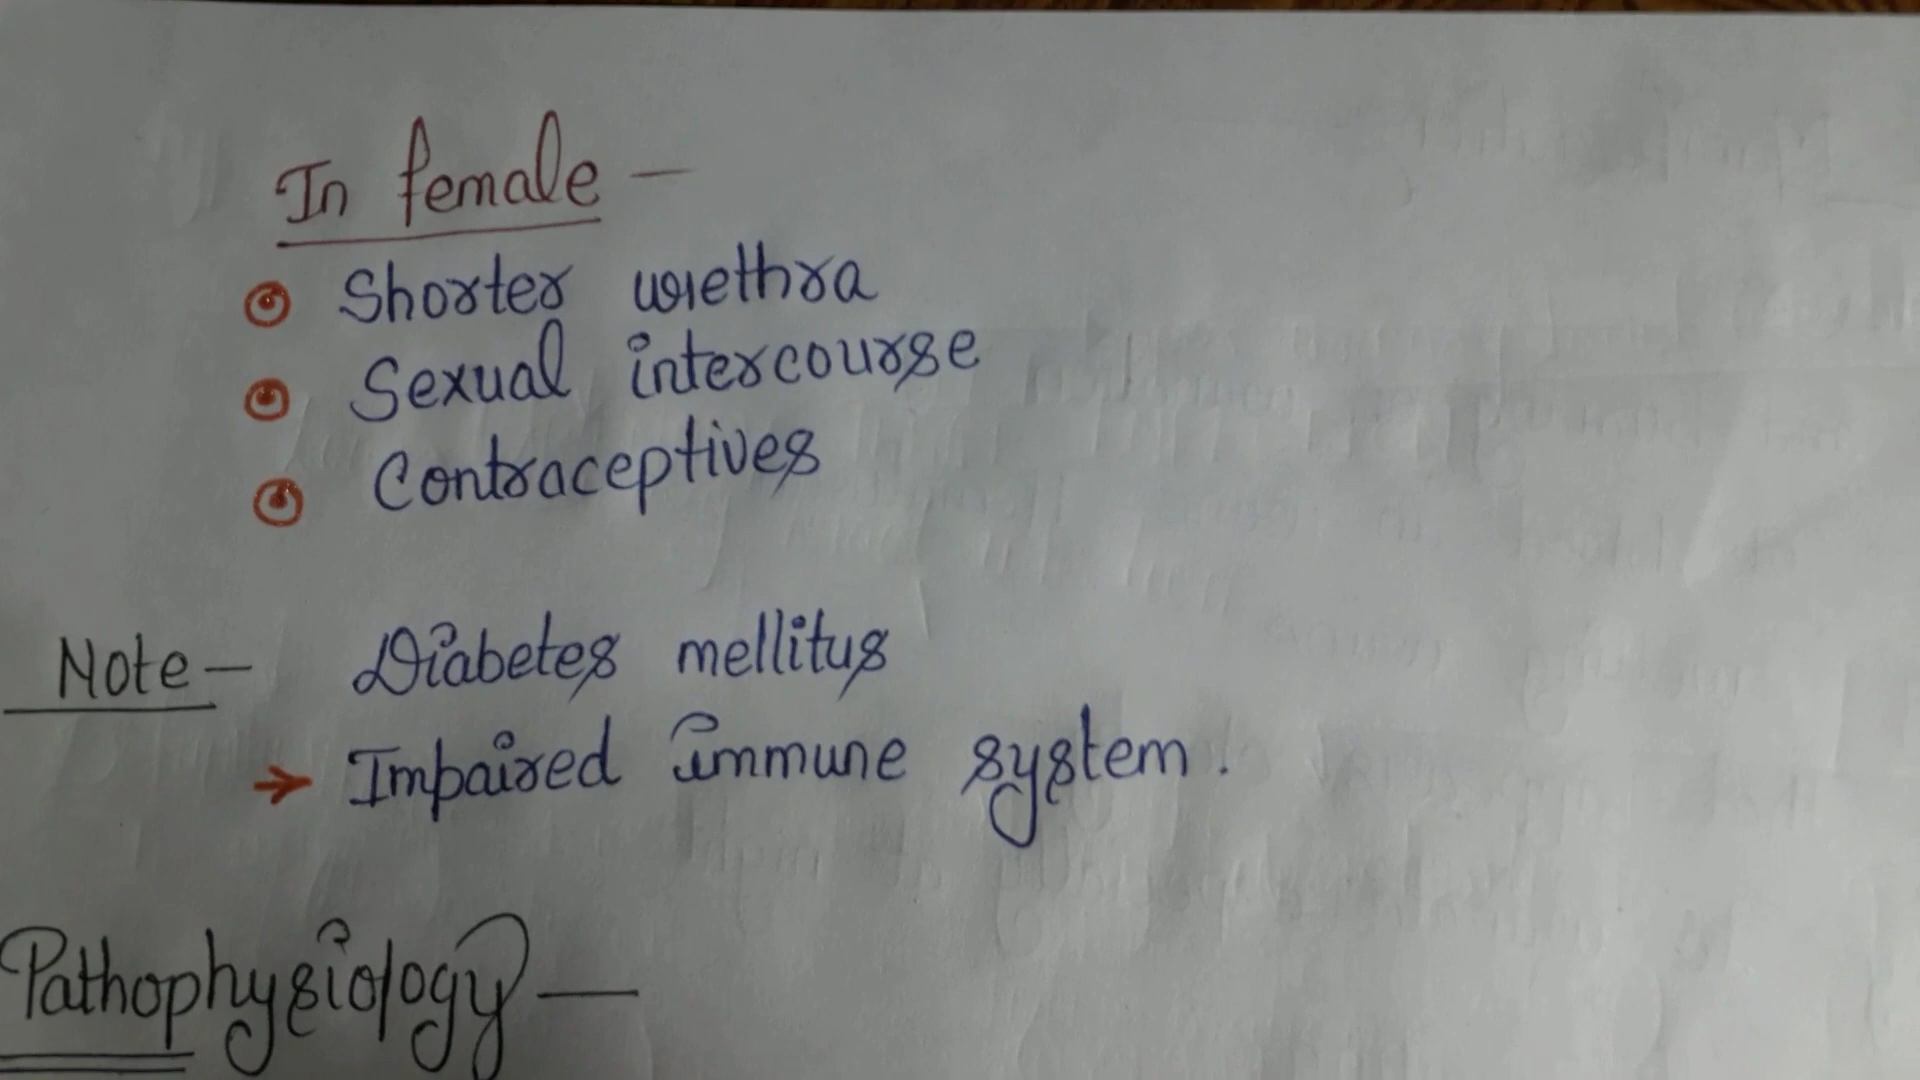 In female -
Shorter urethra
Sexual intercourse
Contraceptives
Note - Diabetes mellitus
→ Impaired immune system.
Pathophysiology -